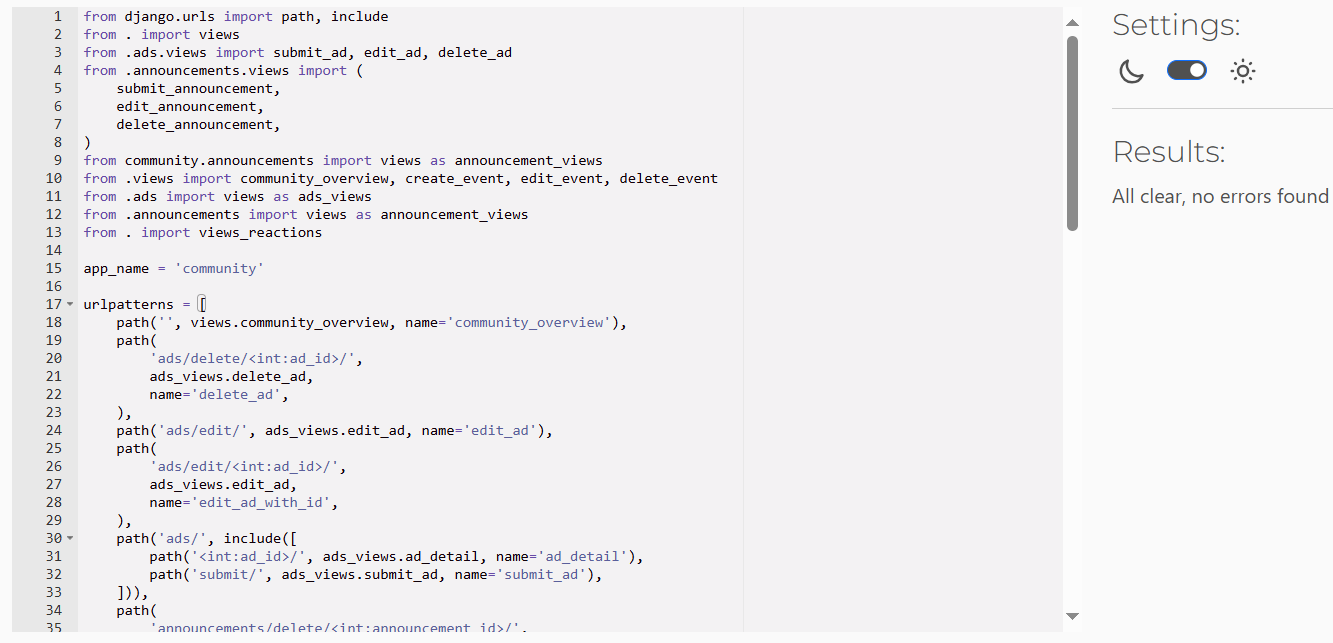 1 from django.urls import path, include
2 from . import views
3 from .ads.views import submit_ad, edit_ad, delete_ad
4 from .announcements.views import (
5     submit_announcement,
6     edit_announcement,
7     delete_announcement,
8 )
9 from community.announcements import views as announcement_views
10 from .views import community_overview, create_event, edit_event, delete_event
11 from .ads import views as ads_views
12 from .announcements import views as announcement_views
13 from . import views_reactions
14
15 app_name = 'community'
16
17 urlpatterns = [
18     path('', views.community_overview, name='community_overview'),
19     path(
20         'ads/delete/<int:ad_id>/',
21         ads_views.delete_ad,
22         name='delete_ad',
23     ),
24     path('ads/edit/', ads_views.edit_ad, name='edit_ad'),
25     path(
26         'ads/edit/<int:ad_id>/',
27         ads_views.edit_ad,
28         name='edit_ad_with_id',
29     ),
30     path('ads/', include([
31         path('<int:ad_id>/', ads_views.ad_detail, name='ad_detail'),
32         path('submit/', ads_views.submit_ad, name='submit_ad'),
33     ])),
34     path(
35         'announcements/delete/<int:announcement_id>/',
Settings:
Results:
All clear, no errors found